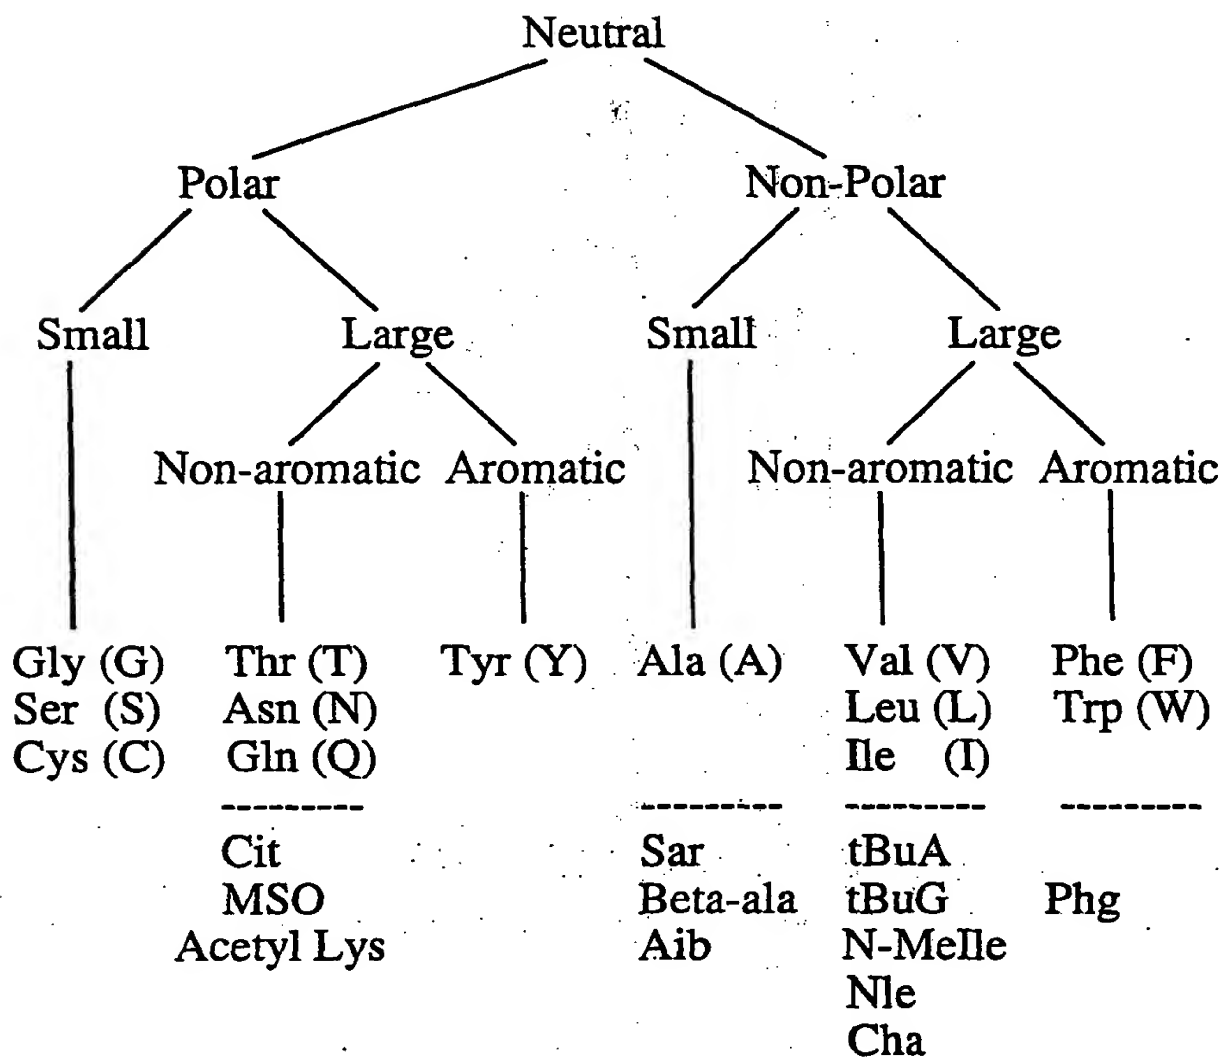 Neutral
Polar Non-Polar
Small Large Small Large
Non-aromatic Aromatic Non-aromatic Aromatic
Gly (G) Thr (T) Tyr (Y) Ala (A) Val (V) Phe (F)
Ser (S) Asn (N) Leu (L) Trp (W)
Cys (C) Gln (Q) Ile (I)
--------- --------- --------- ---------
Cit Sar tBuA
MSO Beta-ala tBuG Phg
Acetyl Lys Aib N-MeIle
Nle
Cha